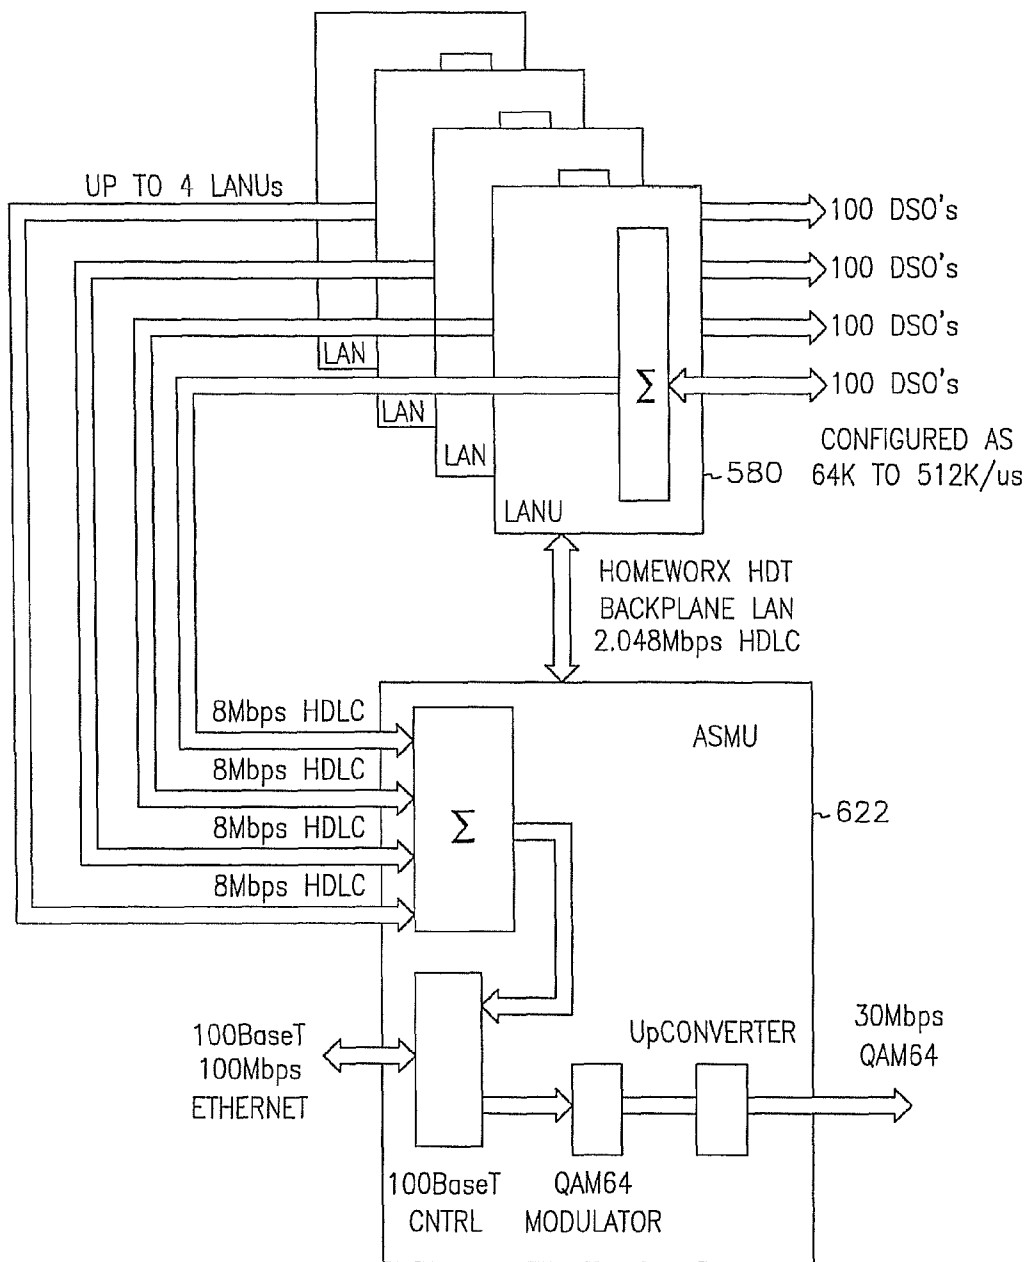 UP TO 4 LANUs
100 DSO's
100 DSO's
100 DSO's
100 DSO's
LAN
LAN
LAN
LANU
Σ
CONFIGURED AS
64K TO 512K/us
580
HOMEWORX HDT
BACKPLANE LAN
2.048Mbps HDLC
8Mbps HDLC
8Mbps HDLC
8Mbps HDLC
8Mbps HDLC
Σ
ASMU
622
100BaseT
100Mbps
ETHERNET
UpCONVERTER
30Mbps
QAM64
100BaseT
CNTRL
QAM64
MODULATOR